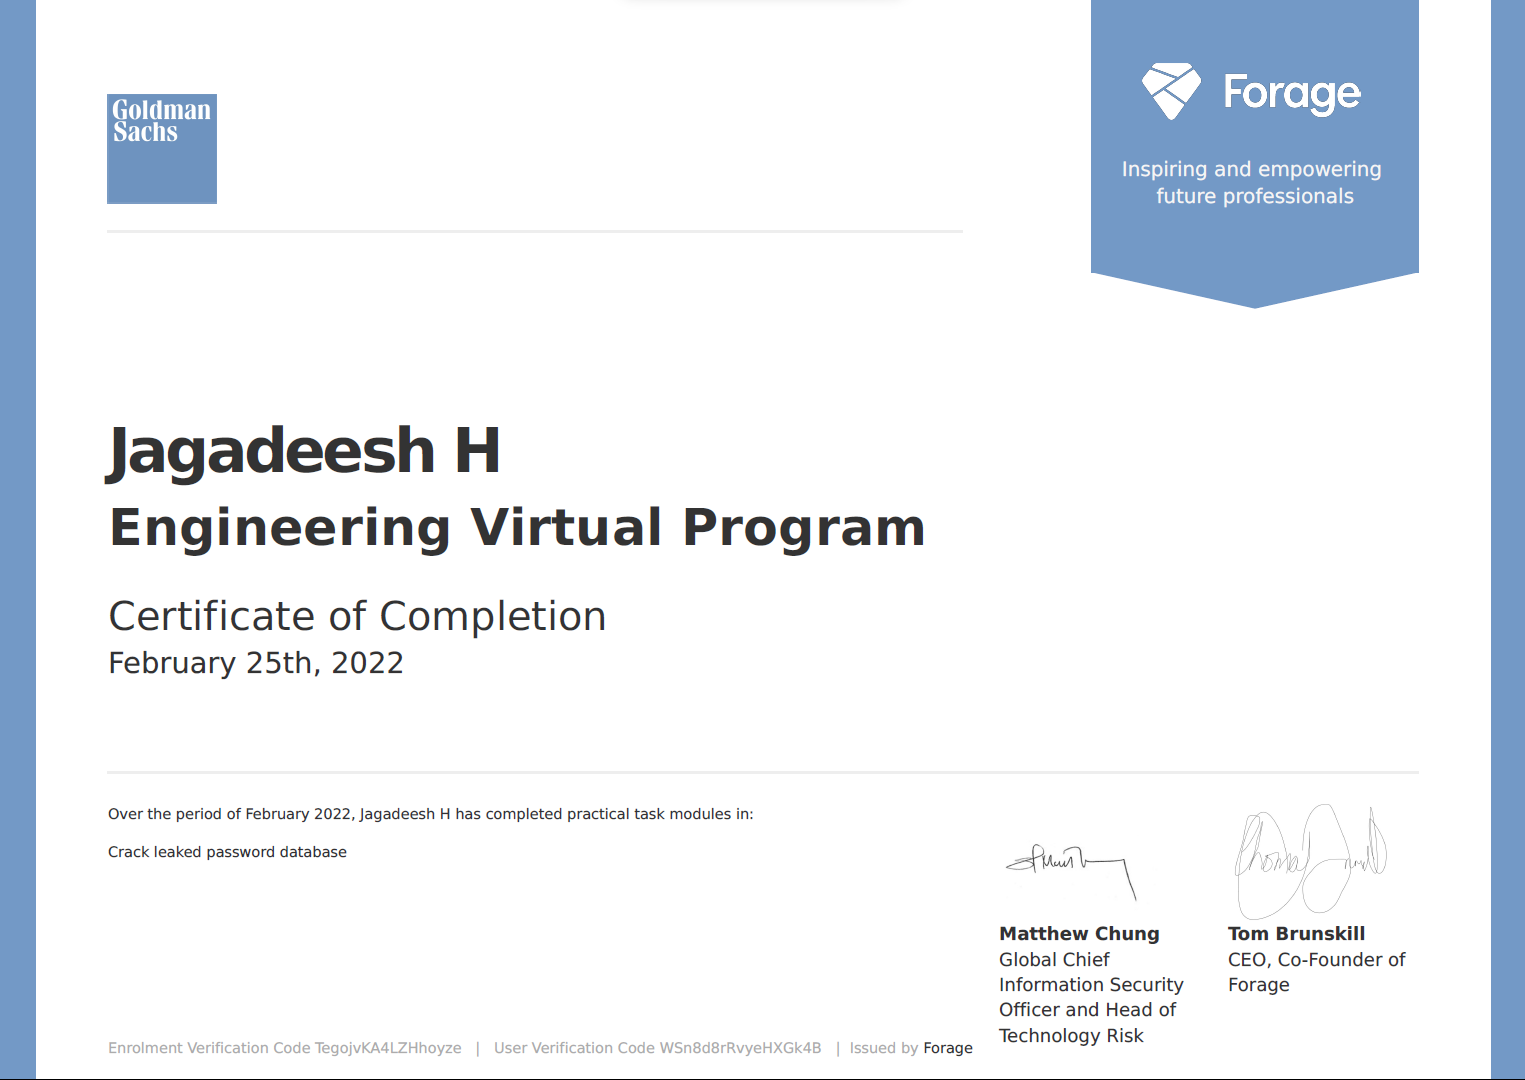 Goldman
Sachs
Forage
Inspiring and empowering
future professionals
Jagadeesh H
Engineering Virtual Program
Certificate of Completion
February 25th, 2022
Over the period of February 2022, Jagadeesh H has completed practical task modules in:
Crack leaked password database
Matthew Chung
Global Chief
Information Security
Officer and Head of
Technology Risk
Tom Brunskill
CEO, Co-Founder of
Forage
Enrolment Verification Code TegojvKA4LZHhoyze | User Verification Code WSn8d8rRvyeHXGk4B | Issued by Forage